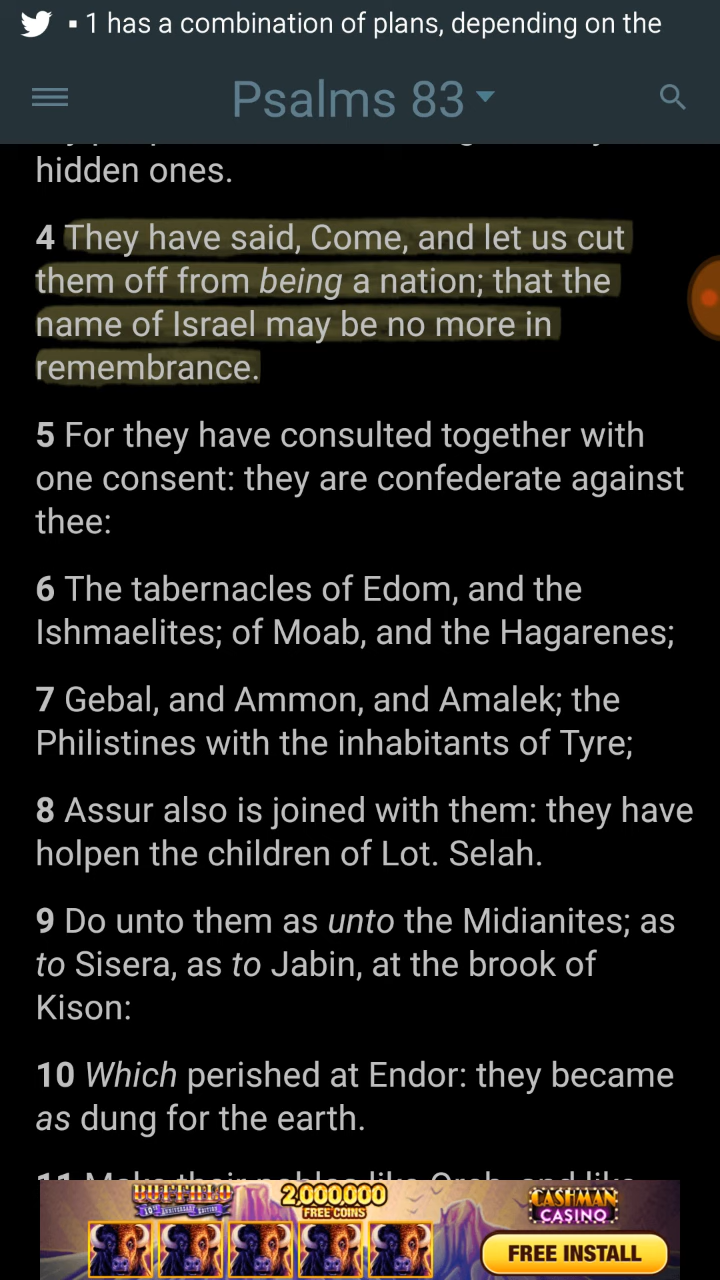 ▪ 1 has a combination of plans, depending on the
Psalms 83
hidden ones.
4 They have said, Come, and let us cut
them off from being a nation; that the
name of Israel may be no more in
remembrance.
5 For they have consulted together with
one consent: they are confederate against
thee:
6 The tabernacles of Edom, and the
Ishmaelites; of Moab, and the Hagarenes;
7 Gebal, and Ammon, and Amalek; the
Philistines with the inhabitants of Tyre;
8 Assur also is joined with them: they have
holpen the children of Lot. Selah.
9 Do unto them as unto the Midianites; as
to Sisera, as to Jabin, at the brook of
Kison:
10 Which perished at Endor: they became
as dung for the earth.
BUFFALO
10TH ANNIVERSARY EDITION
2,000,000
FREE COINS
CASHMAN
CASINO
FREE INSTALL